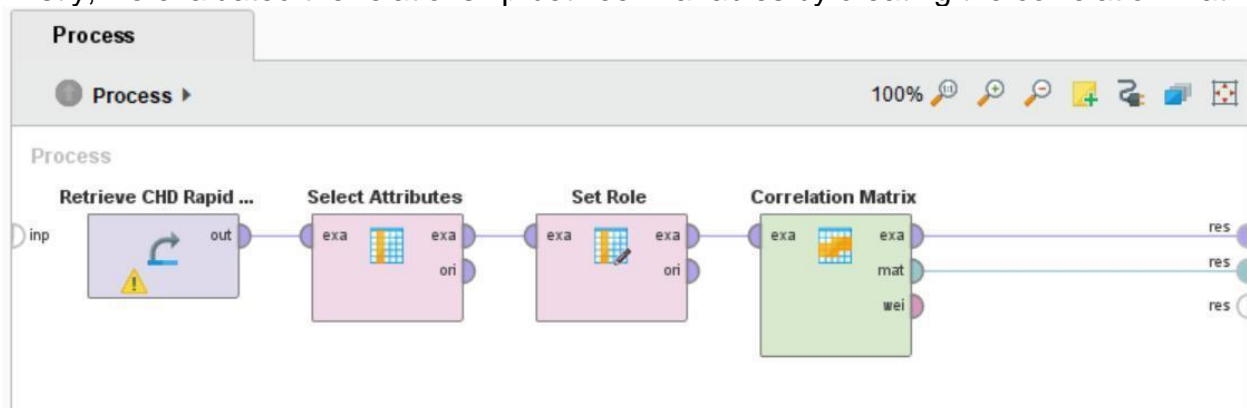 Process
Process
100%
Process
Retrieve CHD Rapid ...
Select Attributes
Set Role
Correlation Matrix
inp
out
exa
exa
ori
exa
exa
ori
exa
exa
mat
wei
res
res
res